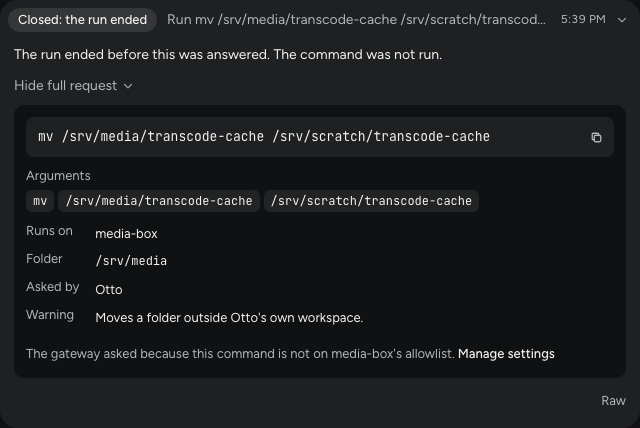 Closed: the run ended Run mv /srv/media/transcode-cache /srv/scratch/transcod... 5:39 PM
The run ended before this was answered. The command was not run.
Hide full request
mv /srv/media/transcode-cache /srv/scratch/transcode-cache
Arguments
mv /srv/media/transcode-cache /srv/scratch/transcode-cache
Runs on media-box
Folder /srv/media
Asked by Otto
Warning Moves a folder outside Otto's own workspace.
The gateway asked because this command is not on media-box's allowlist. Manage settings
Raw